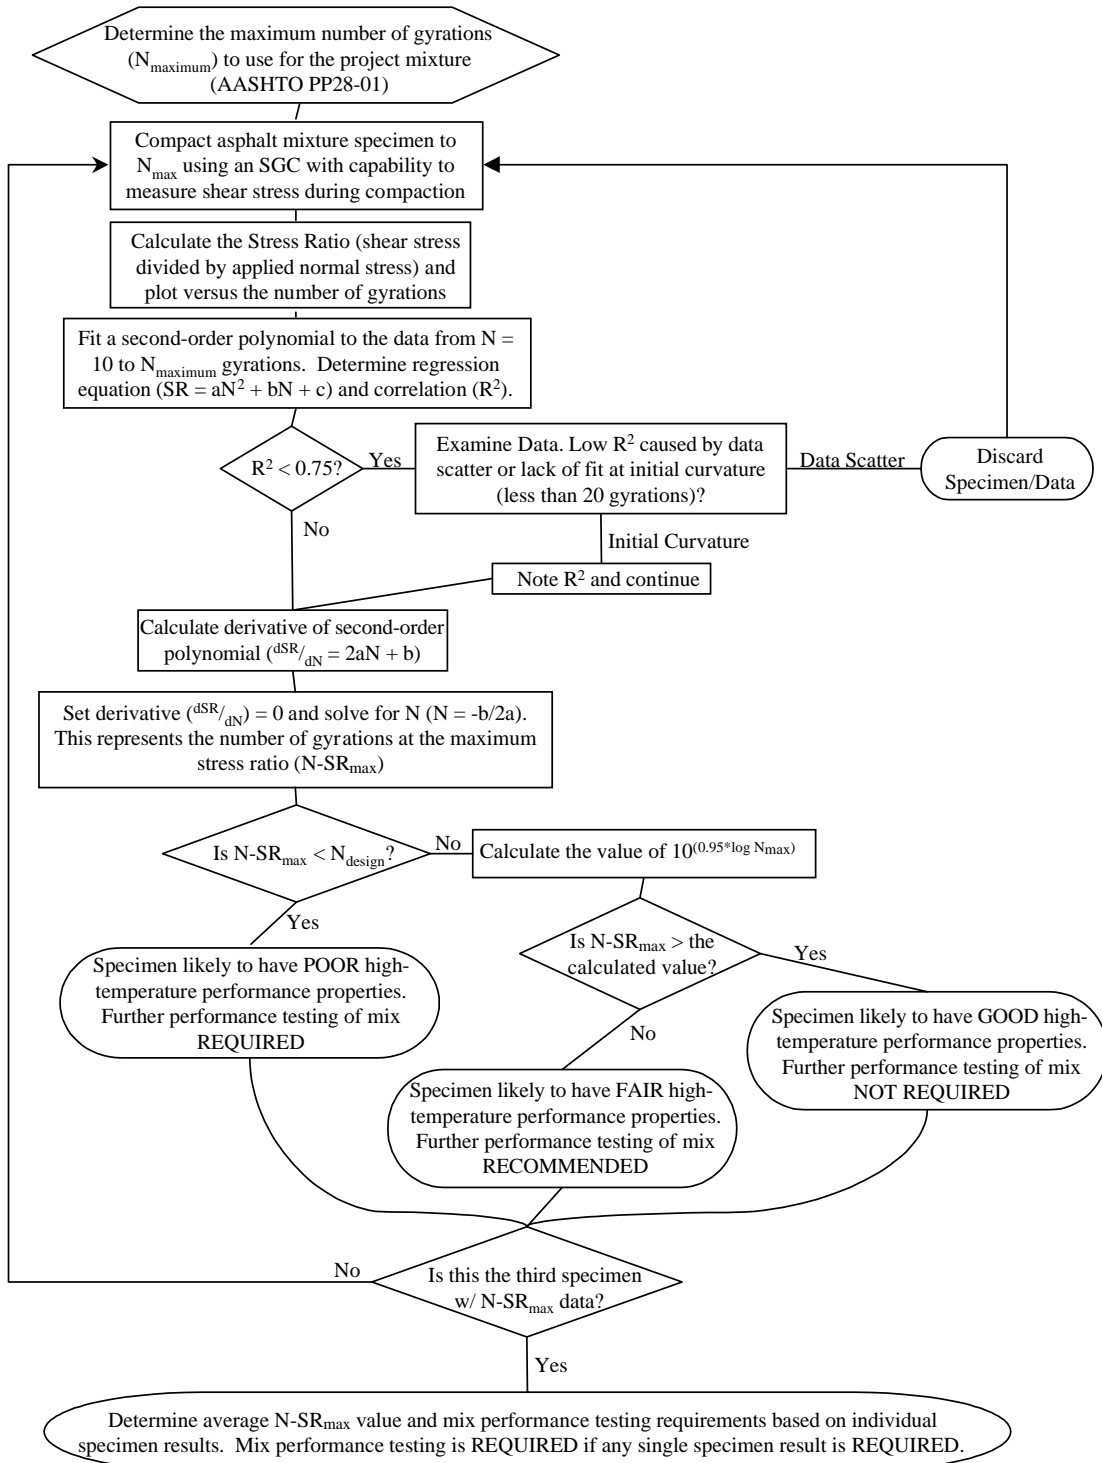 Determine the maximum number of gyrations
(Nmaximum) to use for the project mixture
(AASHTO PP28-01)
Compact asphalt mixture specimen to
Nmax using an SGC with capability to
measure shear stress during compaction
Calculate the Stress Ratio (shear stress
divided by applied normal stress) and
plot versus the number of gyrations
Fit a second-order polynomial to the data from N =
10 to Nmaximum gyrations. Determine regression
equation (SR = aN² + bN + c) and correlation (R²).
R² < 0.75?
Yes
Examine Data. Low R² caused by data
scatter or lack of fit at initial curvature
(less than 20 gyrations)?
Data Scatter
Discard
Specimen/Data
No
Initial Curvature
Note R² and continue
Calculate derivative of second-order
polynomial (dSR/dN = 2aN + b)
Set derivative (dSR/dN) = 0 and solve for N (N = -b/2a).
This represents the number of gyrations at the maximum
stress ratio (N-SRmax)
Is N-SRmax < Ndesign?
No
Calculate the value of 10^(0.95*log Nmax)
Yes
Is N-SRmax > the
calculated value?
Yes
Specimen likely to have POOR high-
temperature performance properties.
Further performance testing of mix
REQUIRED
No
Specimen likely to have GOOD high-
temperature performance properties.
Further performance testing of mix
NOT REQUIRED
Specimen likely to have FAIR high-
temperature performance properties.
Further performance testing of mix
RECOMMENDED
No
Is this the third specimen
w/ N-SRmax data?
Yes
Determine average N-SRmax value and mix performance testing requirements based on individual
specimen results. Mix performance testing is REQUIRED if any single specimen result is REQUIRED.